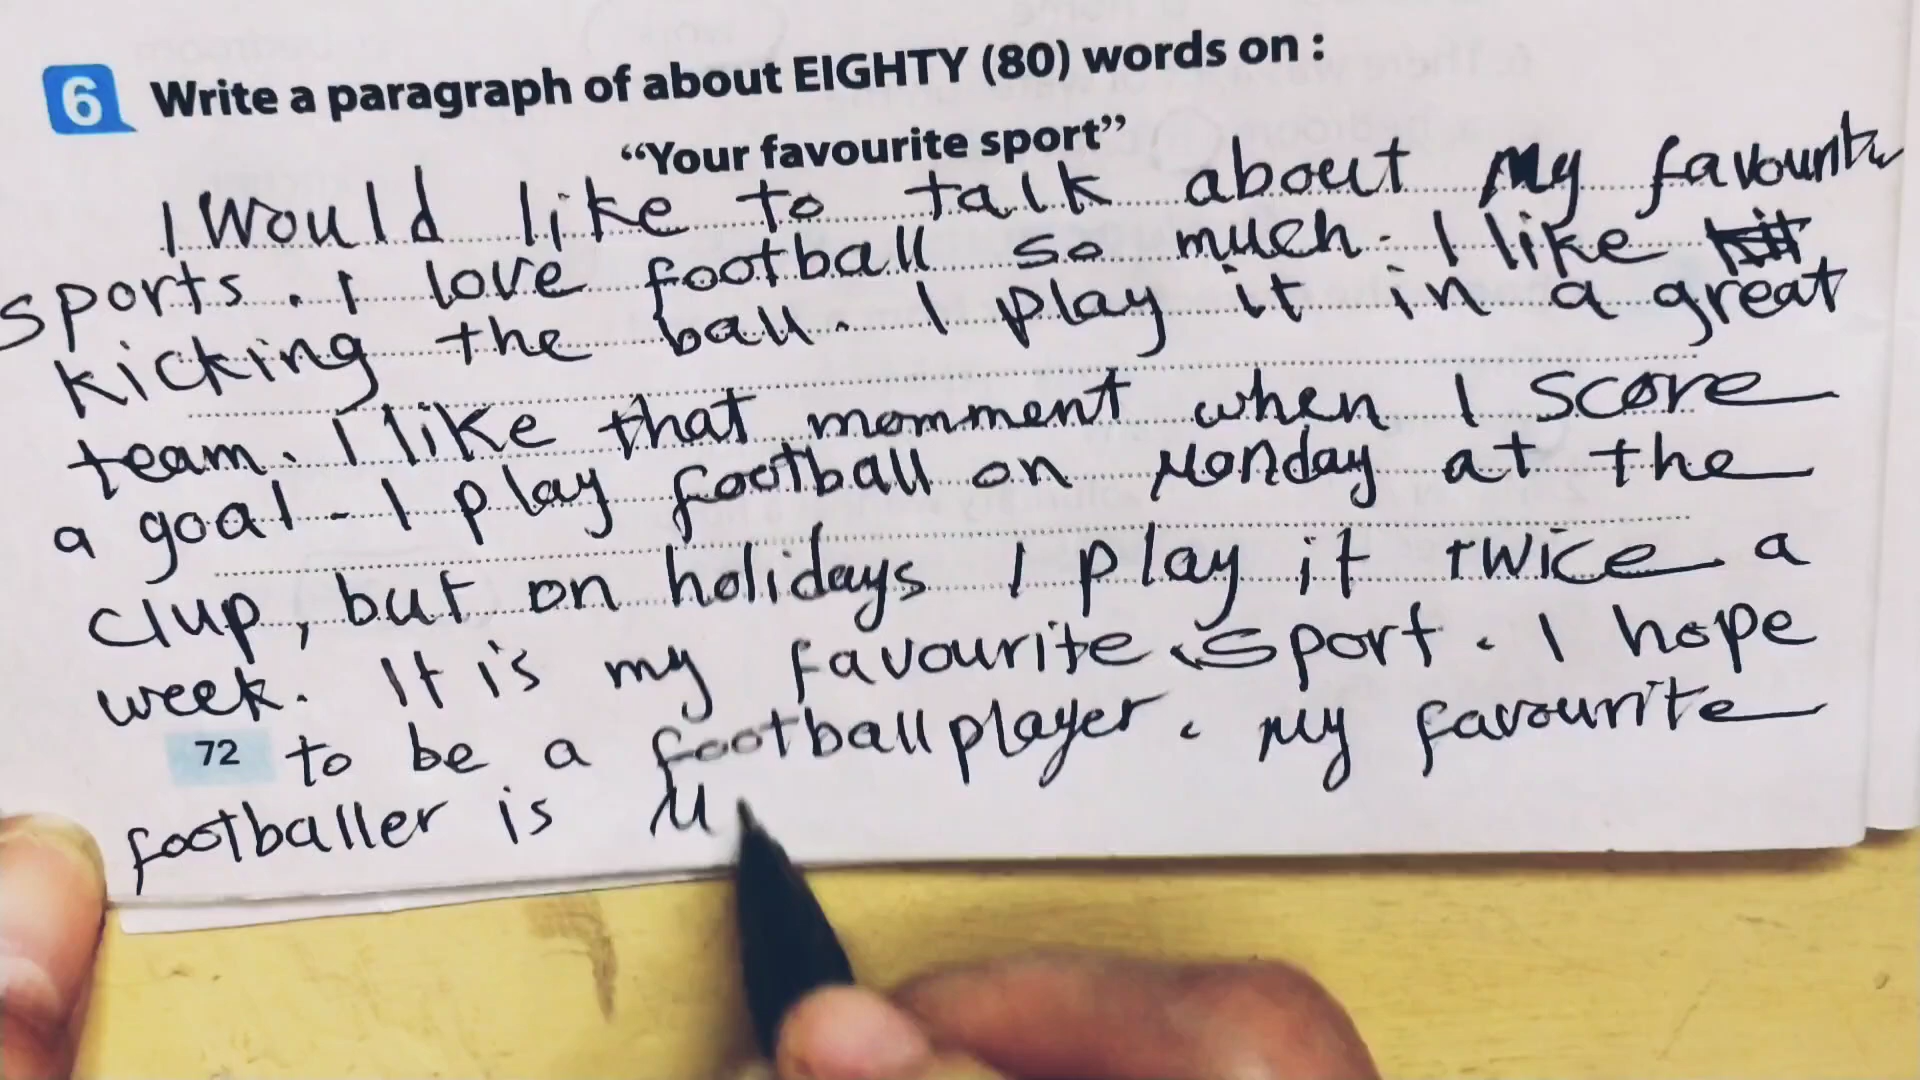 6 Write a paragraph of about EIGHTY (80) words on :
“Your favourite sport”
I would like to talk about my favourite
sports. I love football so much. I like
kicking the ball. I play it in a great
team. I like that momment when I score
a goal. I play football on Monday at the
clup, but on holidays I play it twice a
week. It is my favourite sport. I hope
72 to be a football player. My favourite
footballer is M